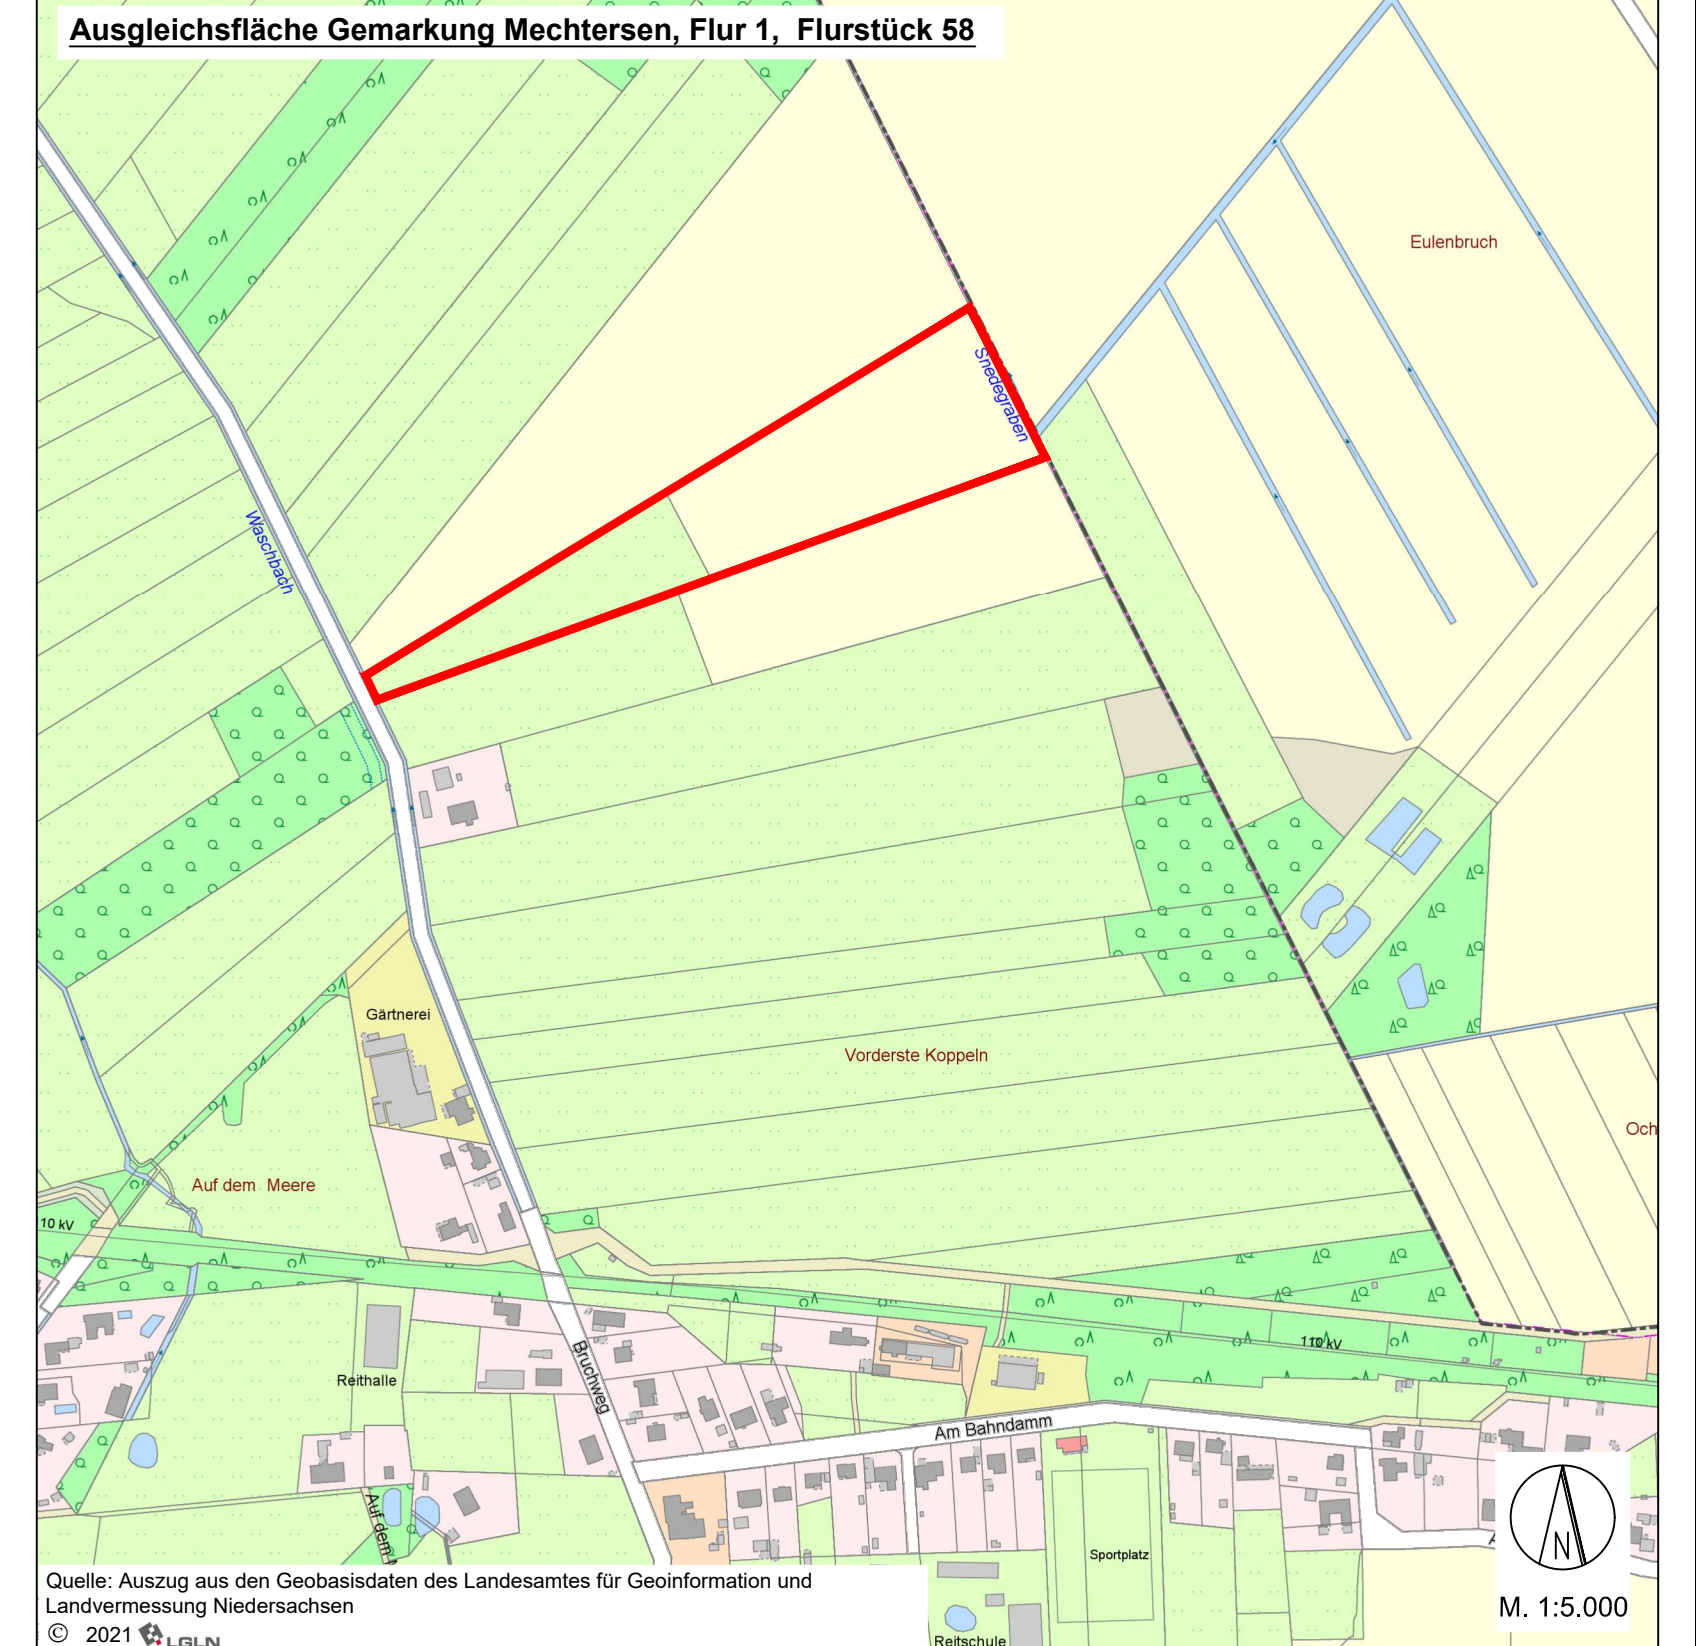 Ausgleichsfläche Gemarkung Mechtersen, Flur 1, Flurstück 58
Eulenbruch
Snedegraben
Waschbach
Gärtnerei
Vorderste Koppeln
Och
Auf dem Meere
10 kV
110 kV
Bruchweg
Reithalle
Am Bahndamm
Auf dem
Sportplatz
N
M. 1:5.000
Quelle: Auszug aus den Geobasisdaten des Landesamtes für Geoinformation und
Landvermessung Niedersachsen
© 2021 LGLN
Reitschule